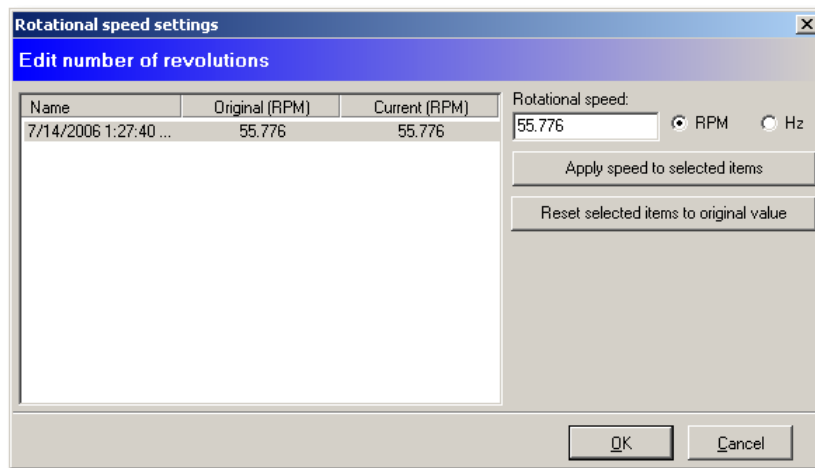 Rotational speed settings
Edit number of revolutions
Name Original (RPM) Current (RPM)
7/14/2006 1:27:40 ... 55.776 55.776
Rotational speed:
55.776 RPM Hz
Apply speed to selected items
Reset selected items to original value
OK Cancel